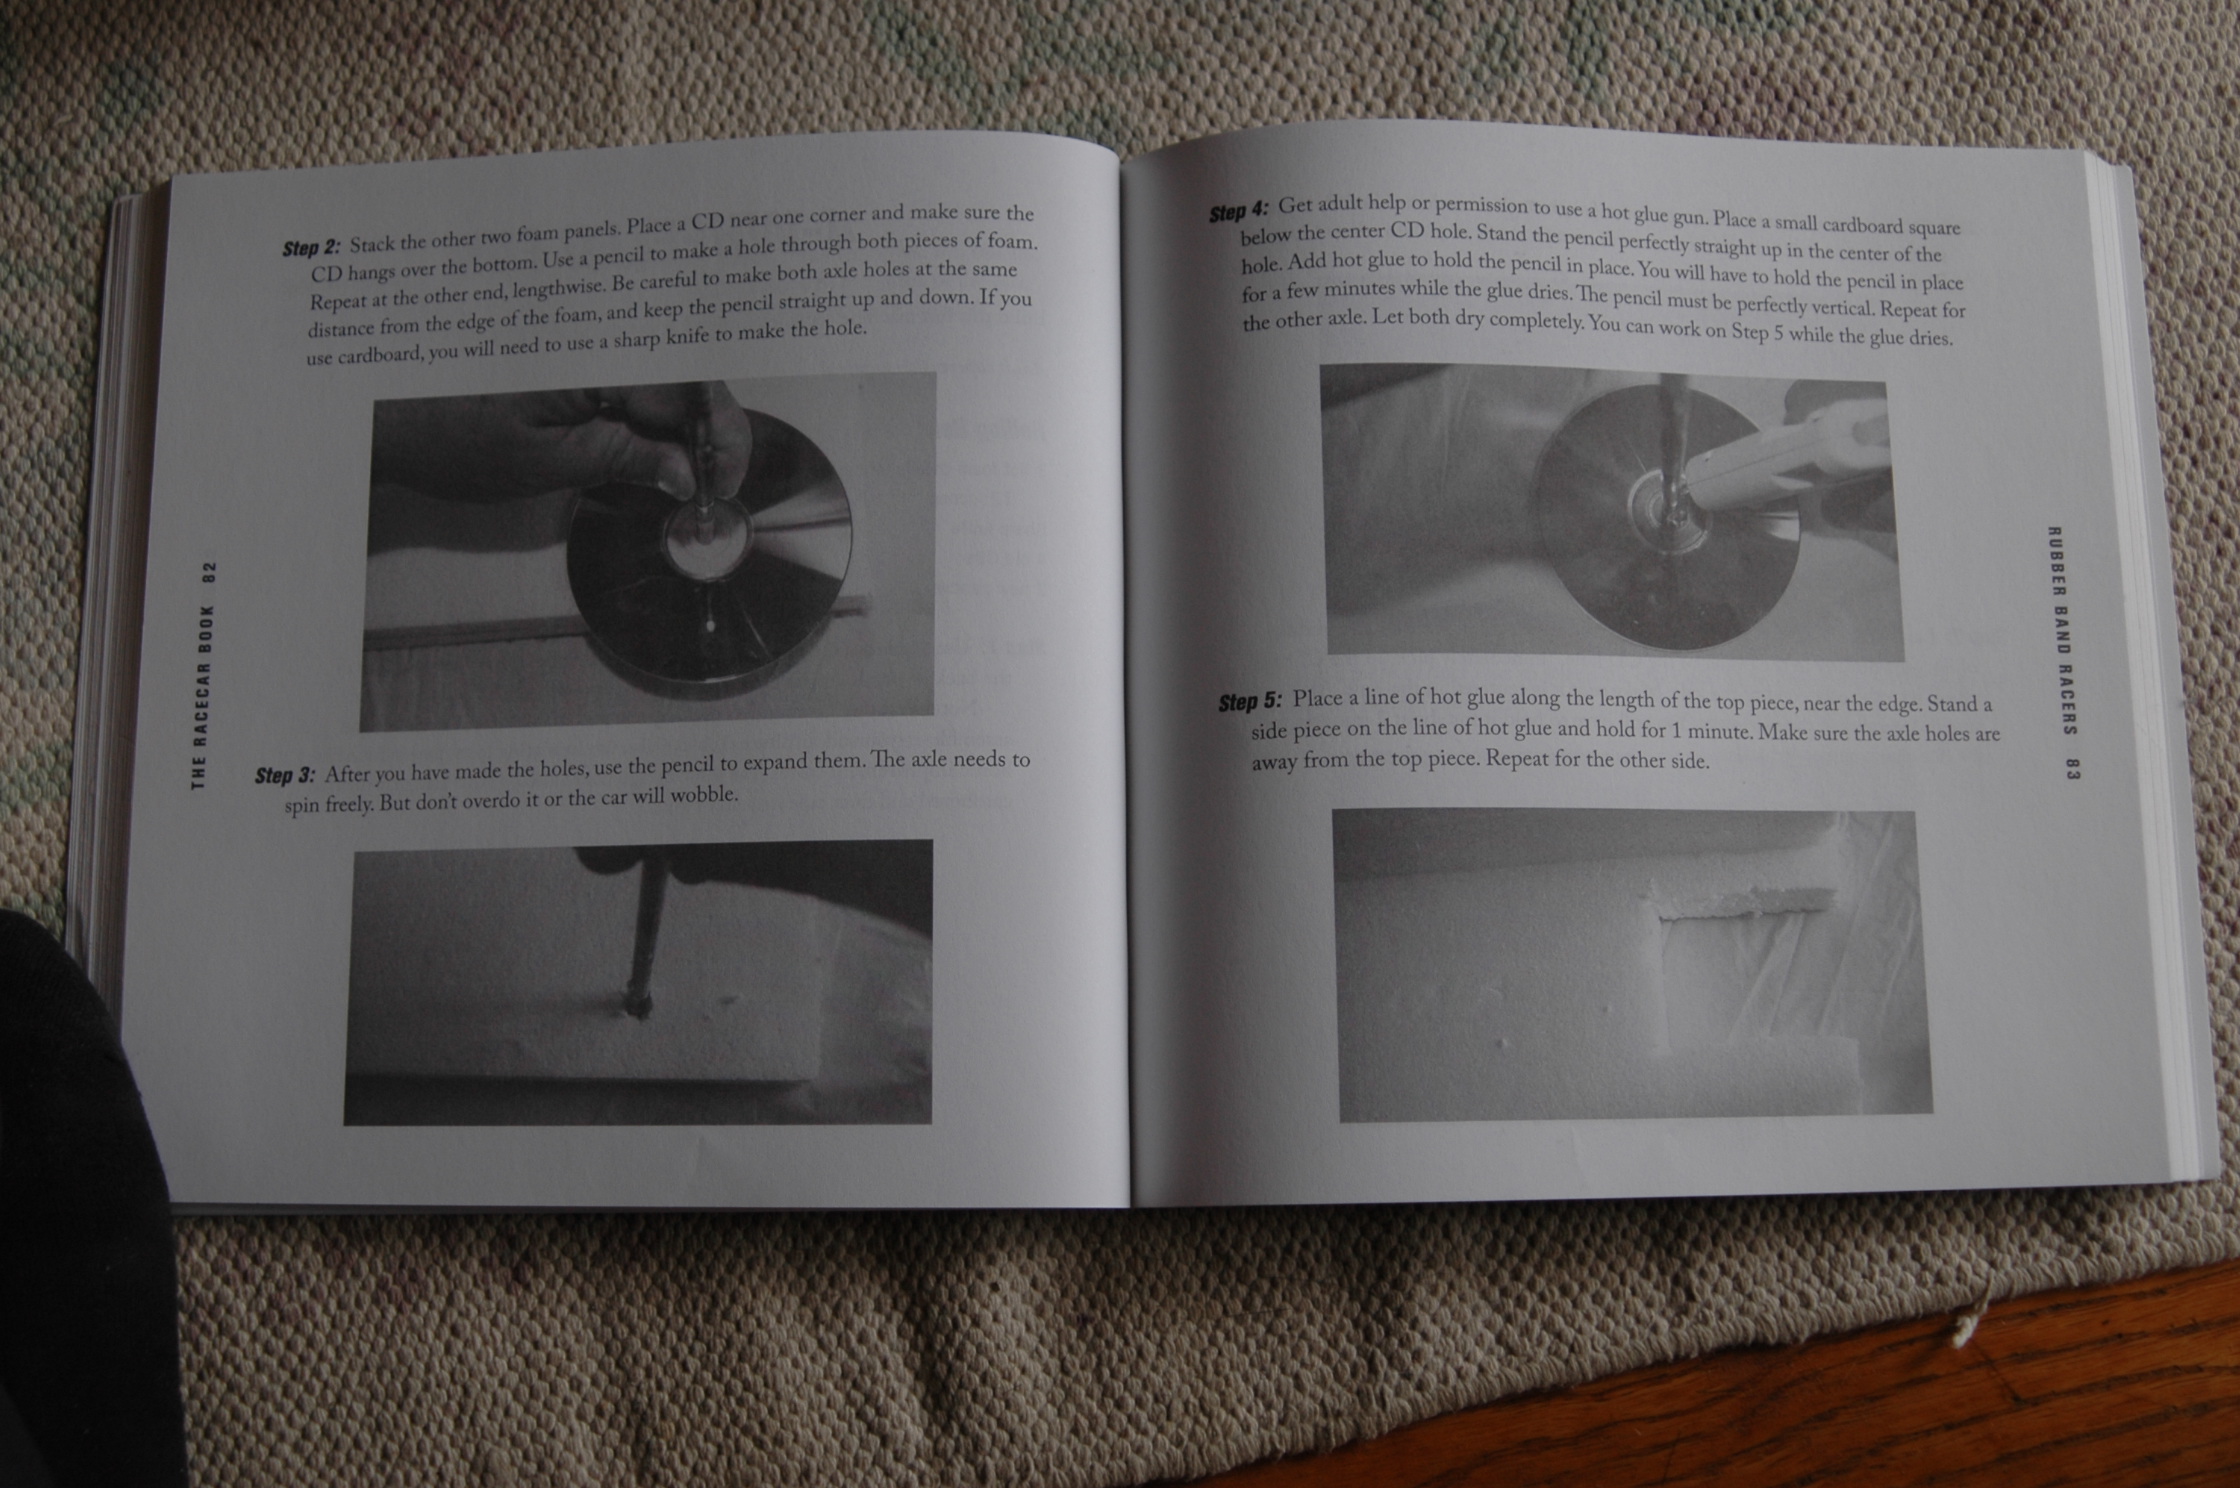 Step 2: Stack the other two foam panels. Place a CD near one corner and make sure the
CD hangs over the bottom. Use a pencil to make a hole through both pieces of foam.
Repeat at the other end, lengthwise. Be careful to make both axle holes at the same
distance from the edge of the foam, and keep the pencil straight up and down. If you
use cardboard, you will need to use a sharp knife to make the hole.
THE RACECAR BOOK 82
Step 3: After you have made the holes, use the pencil to expand them. The axle needs to
spin freely. But don't overdo it or the car will wobble.
Step 4: Get adult help or permission to use a hot glue gun. Place a small cardboard square
below the center CD hole. Stand the pencil perfectly straight up in the center of the
hole. Add hot glue to hold the pencil in place. You will have to hold the pencil in place
for a few minutes while the glue dries. The pencil must be perfectly vertical. Repeat for
the other axle. Let both dry completely. You can work on Step 5 while the glue dries.
Step 5: Place a line of hot glue along the length of the top piece, near the edge. Stand a
side piece on the line of hot glue and hold for 1 minute. Make sure the axle holes are
away from the top piece. Repeat for the other side.
RUBBER BAND RACERS 83